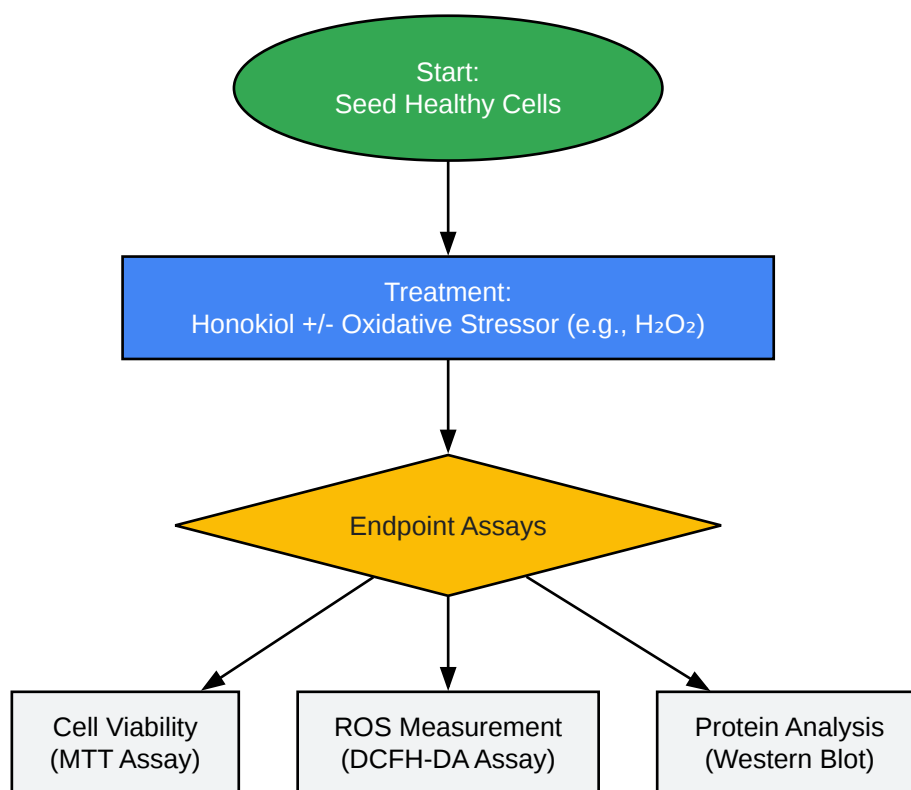 Start:
Seed Healthy Cells
Treatment:
Honokiol +/- Oxidative Stressor (e.g., H₂O₂)
Endpoint Assays
Cell Viability
(MTT Assay)
ROS Measurement
(DCFH-DA Assay)
Protein Analysis
(Western Blot)